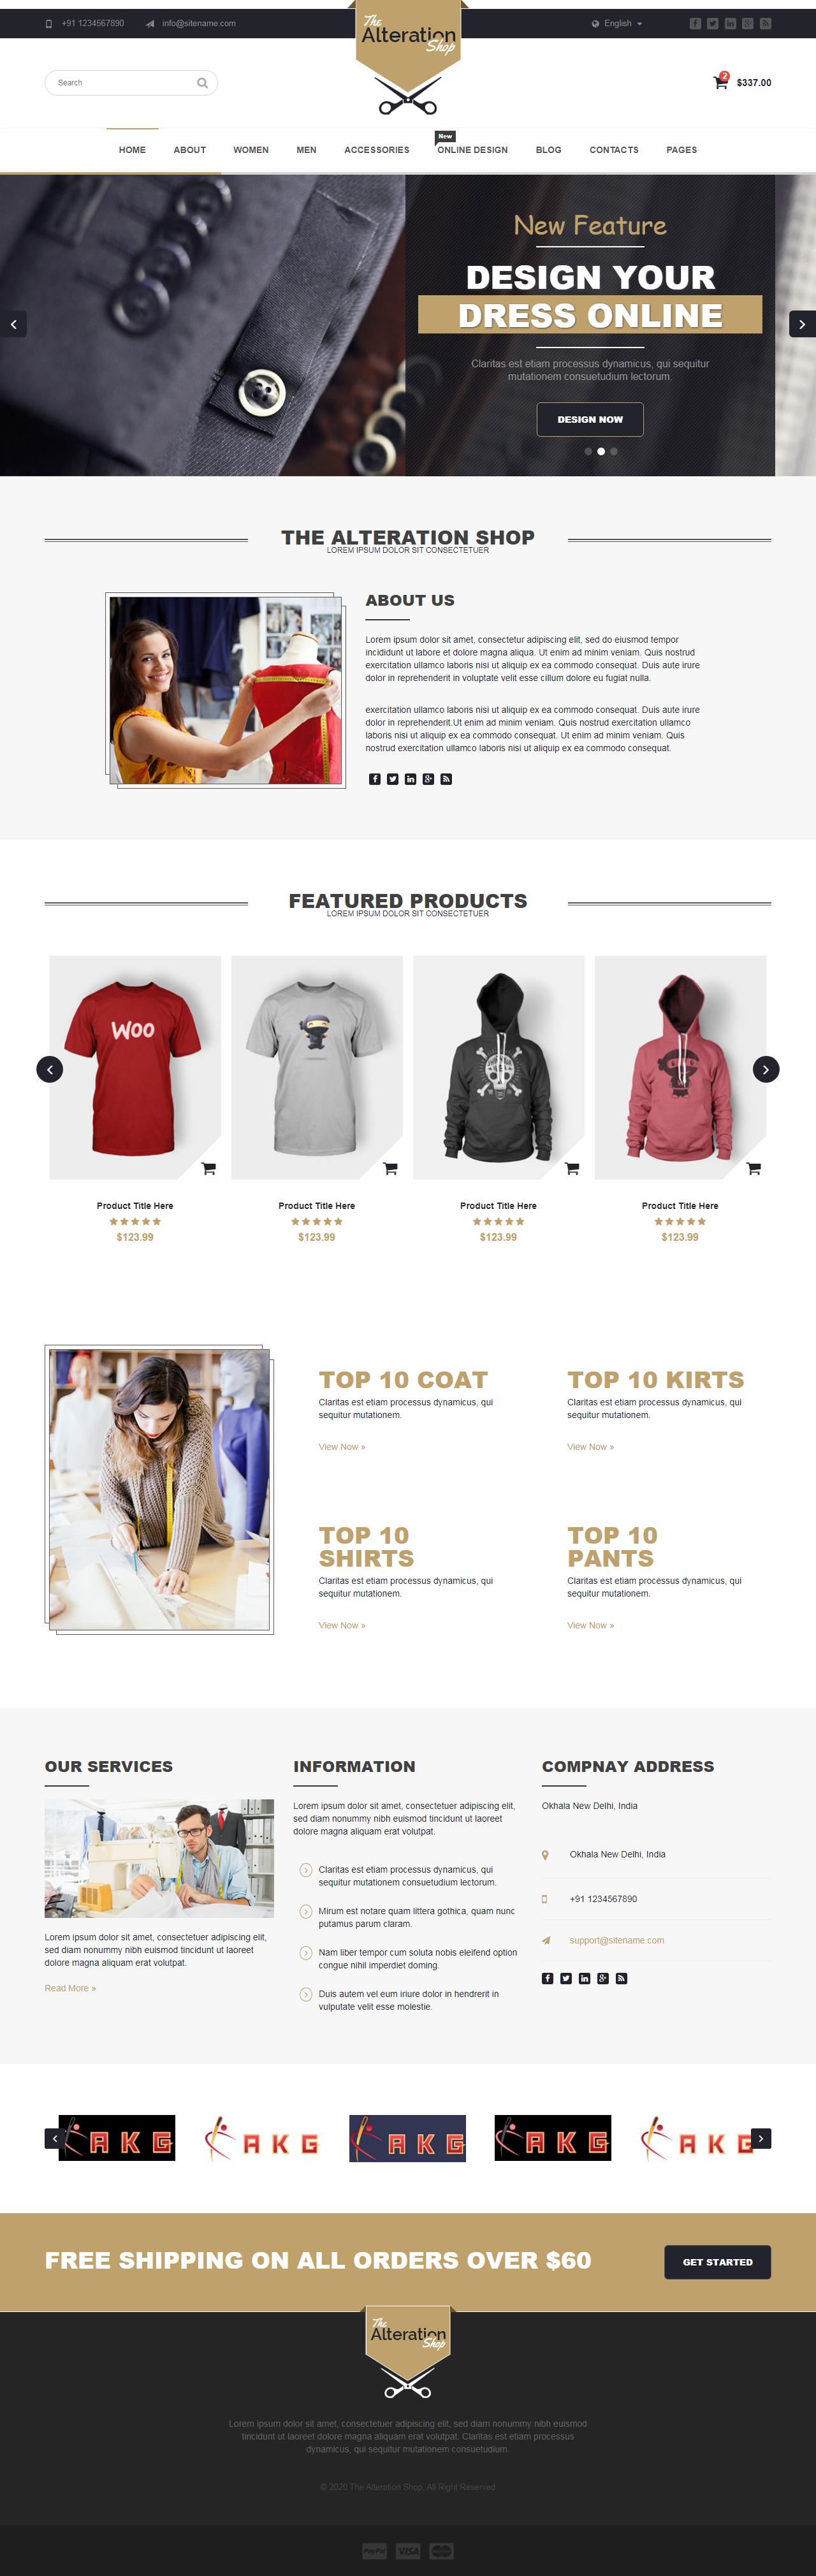 +91 1234567890
info@sitename.com
The
Alteration
Shop
English
Search
2
$337.00
New
HOME
ABOUT
WOMEN
MEN
ACCESSORIES
ONLINE DESIGN
BLOG
CONTACTS
PAGES
New Feature
DESIGN YOUR
DRESS ONLINE
Claritas est etiam processus dynamicus, qui sequitur
mutationem consuetudium lectorum.
DESIGN NOW
THE ALTERATION SHOP
LOREM IPSUM DOLOR SIT CONSECTETUER
ABOUT US
Lorem ipsum dolor sit amet, consectetur adipiscing elit, sed do eiusmod tempor
incididunt ut labore et dolore magna aliqua. Ut enim ad minim veniam. Quis nostrud
exercitation ullamco laboris nisi ut aliquip ex ea commodo consequat. Duis aute irure
dolor in reprehenderit in voluptate velit esse cillum dolore eu fugiat nulla.
exercitation ullamco laboris nisi ut aliquip ex ea commodo consequat. Duis aute irure
dolor in reprehenderit.Ut enim ad minim veniam. Quis nostrud exercitation ullamco
laboris nisi ut aliquip ex ea commodo consequat. Ut enim ad minim veniam. Quis
nostrud exercitation ullamco laboris nisi ut aliquip ex ea commodo consequat.
FEATURED PRODUCTS
LOREM IPSUM DOLOR SIT CONSECTETUER
WOO
Product Title Here
$123.99
Product Title Here
$123.99
Product Title Here
$123.99
Product Title Here
$123.99
TOP 10 COAT
Claritas est etiam processus dynamicus, qui
sequitur mutationem.
View Now »
TOP 10 KIRTS
Claritas est etiam processus dynamicus, qui
sequitur mutationem.
View Now »
TOP 10
SHIRTS
Claritas est etiam processus dynamicus, qui
sequitur mutationem.
View Now »
TOP 10
PANTS
Claritas est etiam processus dynamicus, qui
sequitur mutationem.
View Now »
OUR SERVICES
Lorem ipsum dolor sit amet, consectetuer adipiscing elit,
sed diam nonummy nibh euismod tincidunt ut laoreet
dolore magna aliquam erat volutpat.
Read More »
INFORMATION
Lorem ipsum dolor sit amet, consectetuer adipiscing elit,
sed diam nonummy nibh euismod tincidunt ut laoreet
dolore magna aliquam erat volutpat.
Claritas est etiam processus dynamicus, qui
sequitur mutationem consuetudium lectorum.
Mirum est notare quam littera gothica, quam nunc
putamus parum claram.
Nam liber tempor cum soluta nobis eleifend option
congue nihil imperdiet doming.
Duis autem vel eum iriure dolor in hendrerit in
vulputate velit esse molestie.
COMPNAY ADDRESS
Okhala New Delhi, India
Okhala New Delhi, India
+91 1234567890
support@sitename.com
AKG
AKG
AKG
AKG
AKG
FREE SHIPPING ON ALL ORDERS OVER $60
GET STARTED
The
Alteration
Shop
Lorem ipsum dolor sit amet, consectetuer adipiscing elit, sed diam nonummy nibh euismod
tincidunt ut laoreet dolore magna aliquam erat volutpat. Claritas est etiam processus
dynamicus, qui sequitur mutationem consuetudium.
© 2020 The Alteration Shop, All Right Reserved
PayPal
VISA